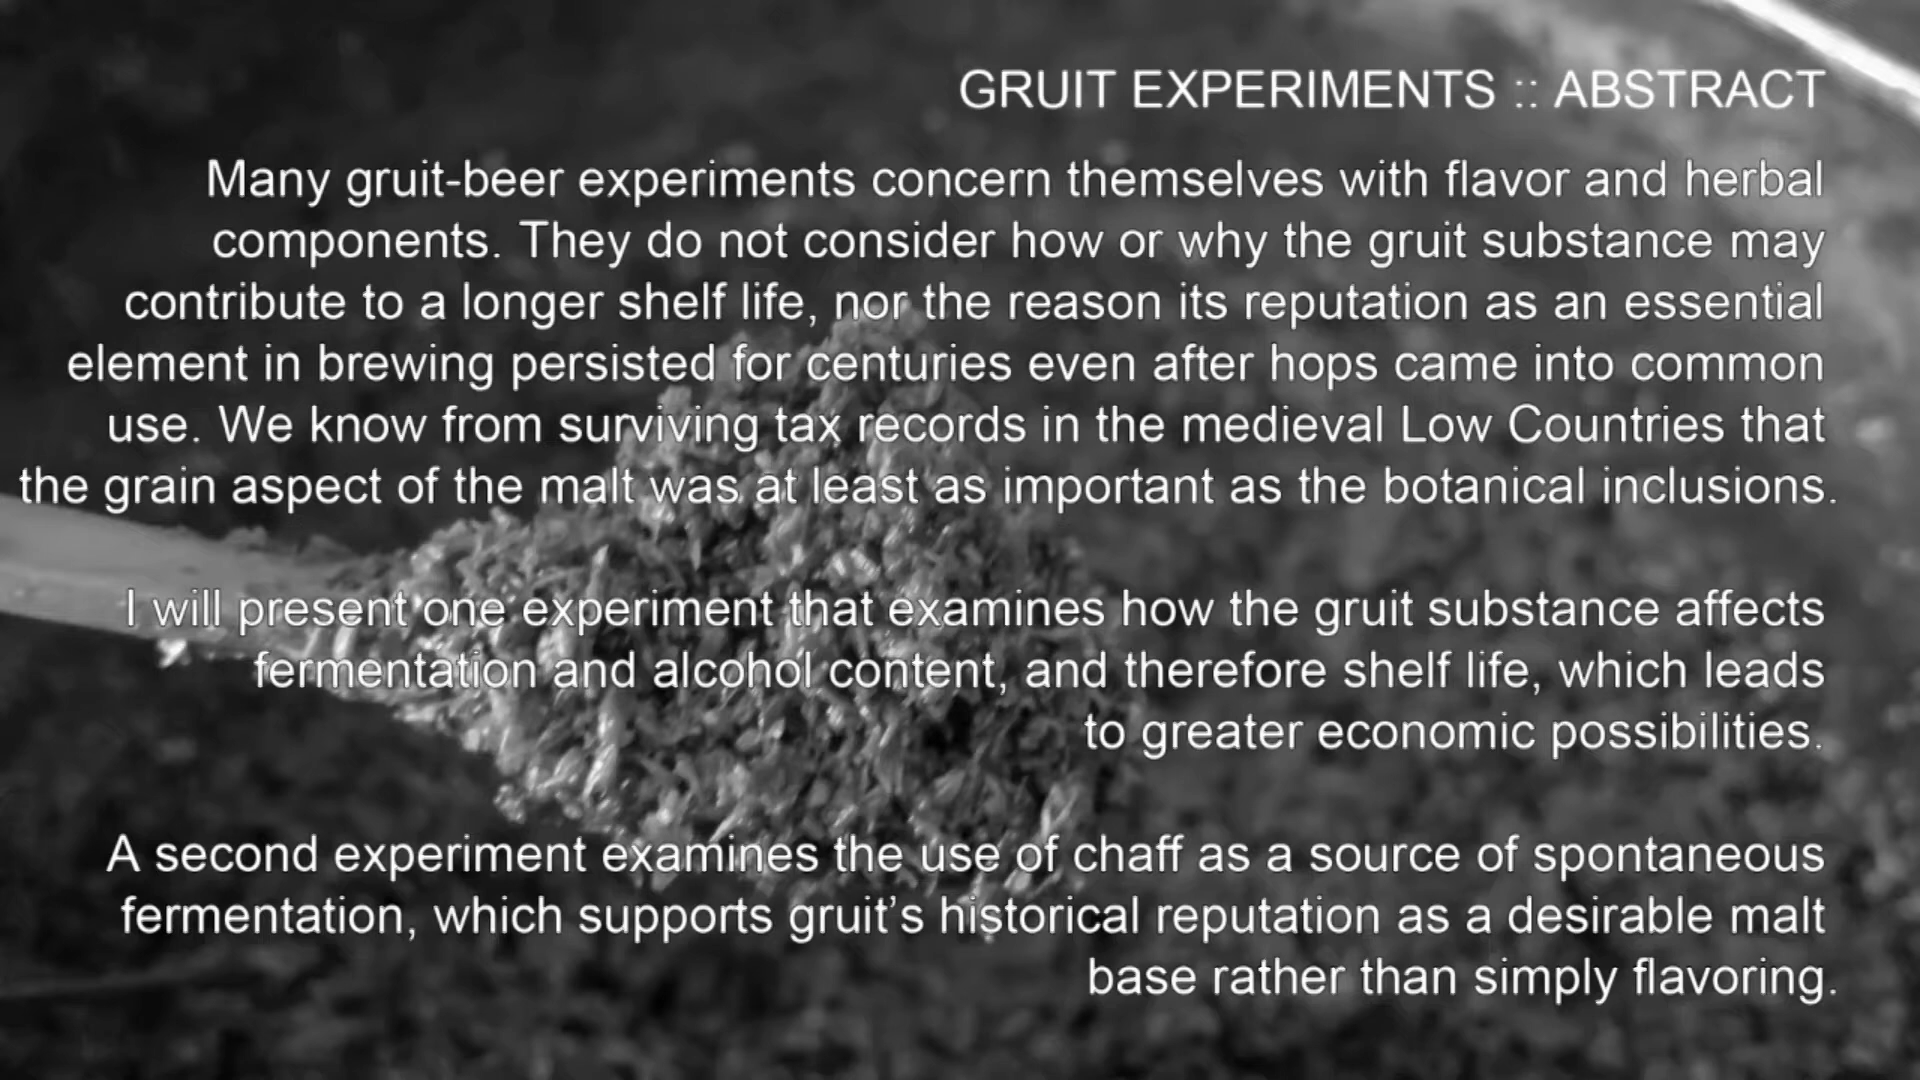 GRUIT EXPERIMENTS :: ABSTRACT
Many gruit-beer experiments concern themselves with flavor and herbal
components. They do not consider how or why the gruit substance may
contribute to a longer shelf life, nor the reason its reputation as an essential
element in brewing persisted for centuries even after hops came into common
use. We know from surviving tax records in the medieval Low Countries that
the grain aspect of the malt was at least as important as the botanical inclusions.
I will present one experiment that examines how the gruit substance affects
fermentation and alcohol content, and therefore shelf life, which leads
to greater economic possibilities.
A second experiment examines the use of chaff as a source of spontaneous
fermentation, which supports gruit’s historical reputation as a desirable malt
base rather than simply flavoring.